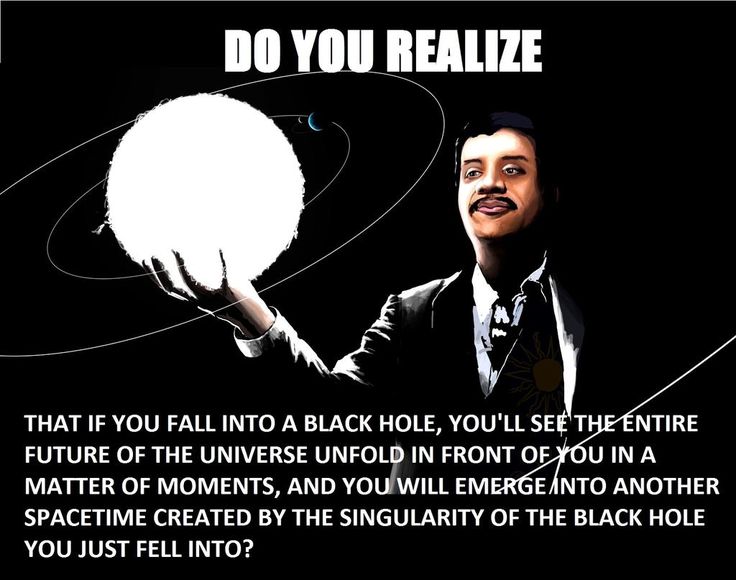 DO YOU REALIZE
THAT IF YOU FALL INTO A BLACK HOLE, YOU'LL SEE THE ENTIRE
FUTURE OF THE UNIVERSE UNFOLD IN FRONT OF YOU IN A
MATTER OF MOMENTS, AND YOU WILL EMERGE INTO ANOTHER
SPACETIME CREATED BY THE SINGULARITY OF THE BLACK HOLE
YOU JUST FELL INTO?